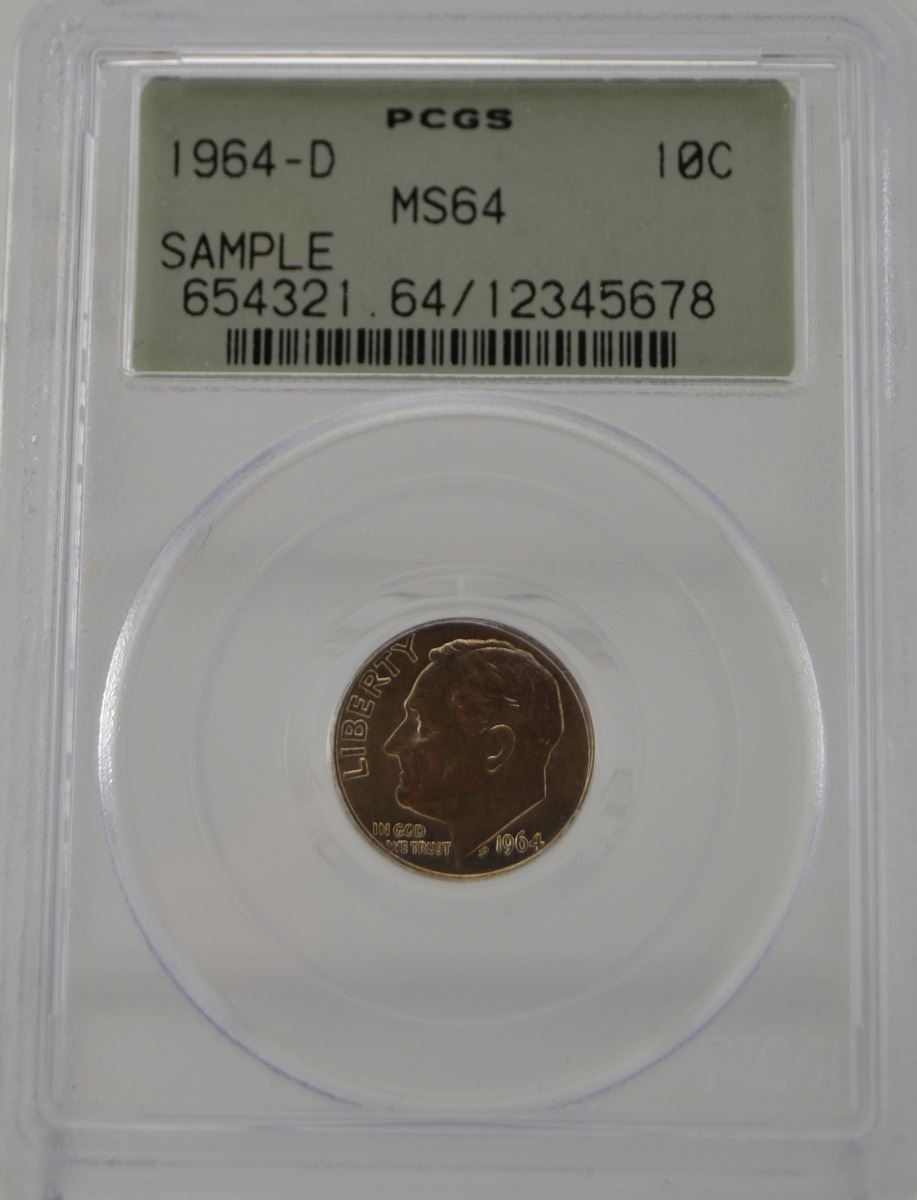 PCGS
1964-D 10C
MS64
SAMPLE
654321.64/12345678
LIBERTY
IN GOD
WE TRUST
1964